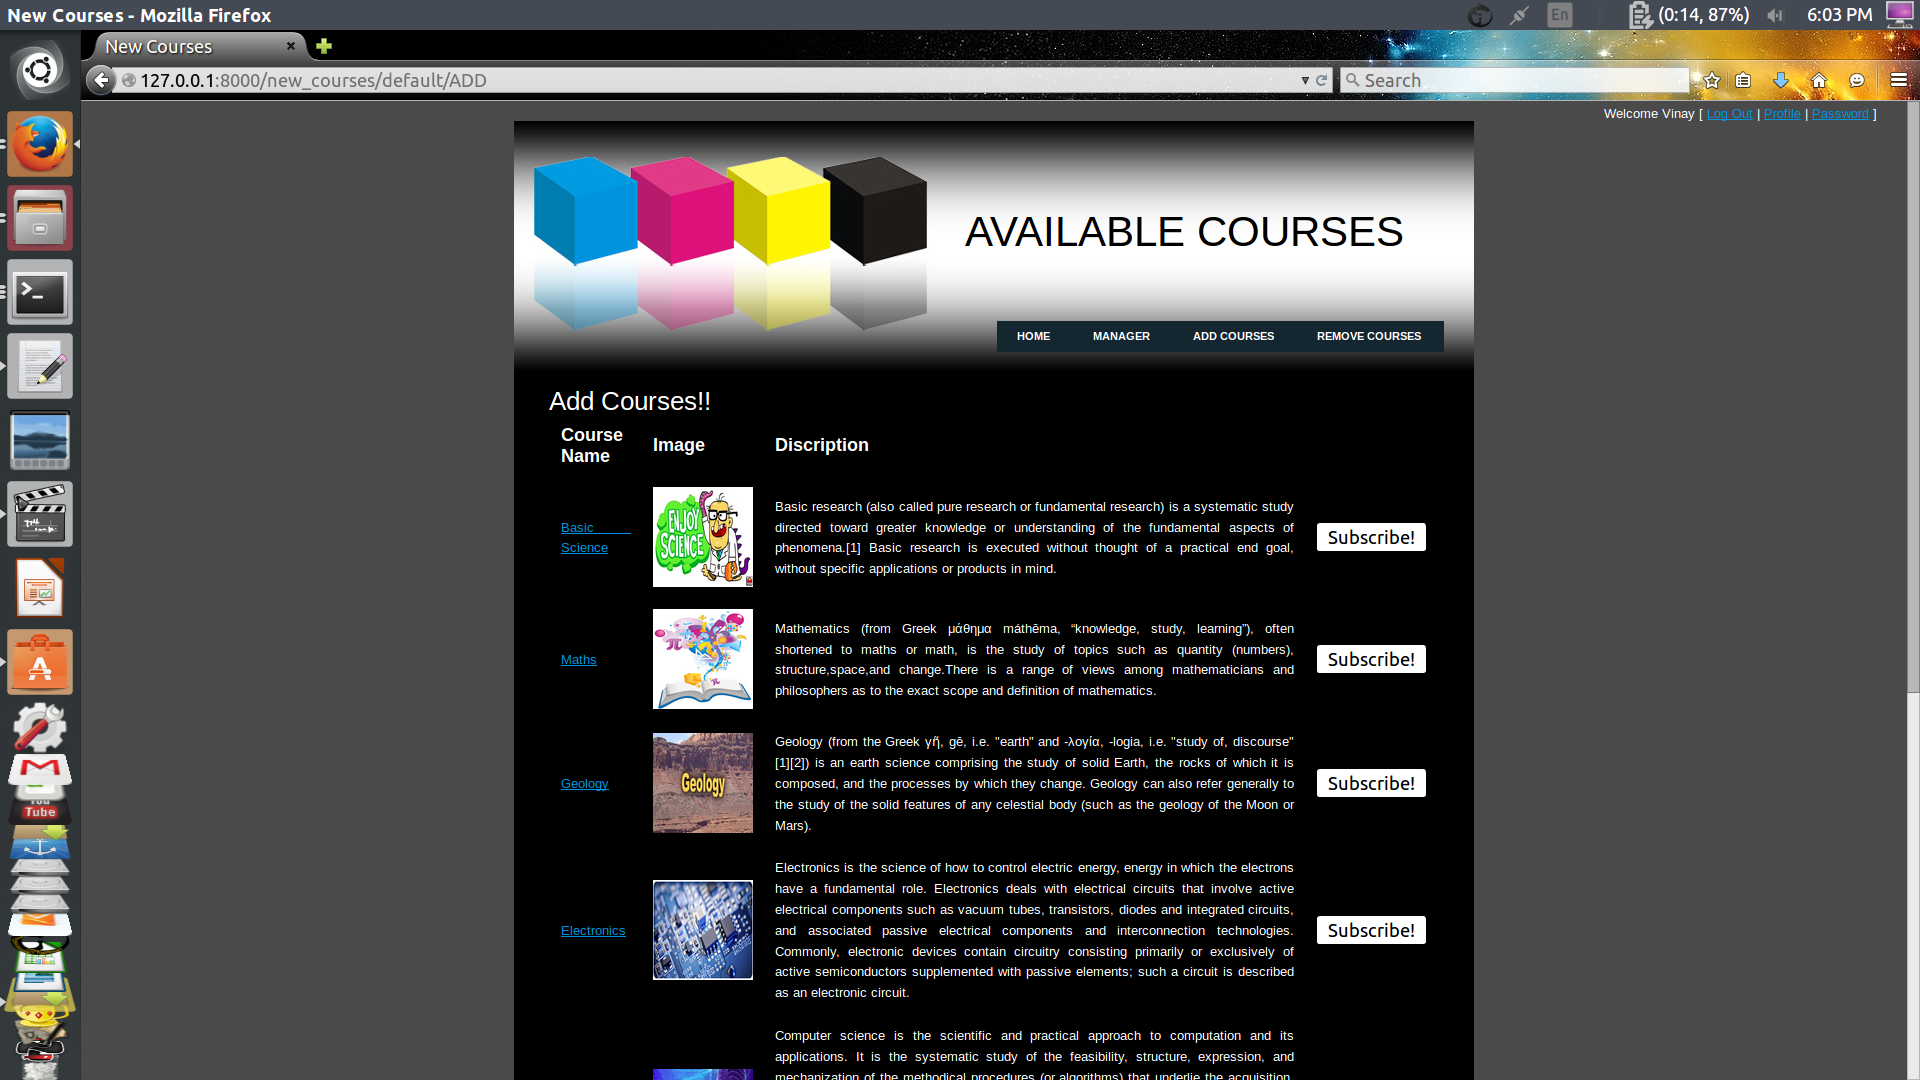 New Courses - Mozilla Firefox
En
(0:14, 87%)
6:03 PM
New Courses
127.0.0.1:8000/new_courses/default/ADD
Search
Welcome Vinay [ Log Out | Profile | Password ]
AVAILABLE COURSES
HOME MANAGER ADD COURSES REMOVE COURSES
Add Courses!!
Course Name
Image
Discription
Basic Science
ENJOY SCIENCE
Basic research (also called pure research or fundamental research) is a systematic study
directed toward greater knowledge or understanding of the fundamental aspects of
phenomena.[1] Basic research is executed without thought of a practical end goal,
without specific applications or products in mind.
Subscribe!
Maths
Mathematics (from Greek μάθημα máthēma, “knowledge, study, learning”), often
shortened to maths or math, is the study of topics such as quantity (numbers),
structure,space,and change.There is a range of views among mathematicians and
philosophers as to the exact scope and definition of mathematics.
Subscribe!
Geology
Geology
Geology (from the Greek γῆ, gē, i.e. "earth" and -λογία, -logia, i.e. "study of, discourse"
[1][2]) is an earth science comprising the study of solid Earth, the rocks of which it is
composed, and the processes by which they change. Geology can also refer generally to
the study of the solid features of any celestial body (such as the geology of the Moon or
Mars).
Subscribe!
Electronics
Electronics is the science of how to control electric energy, energy in which the electrons
have a fundamental role. Electronics deals with electrical circuits that involve active
electrical components such as vacuum tubes, transistors, diodes and integrated circuits,
and associated passive electrical components and interconnection technologies.
Commonly, electronic devices contain circuitry consisting primarily or exclusively of
active semiconductors supplemented with passive elements; such a circuit is described
as an electronic circuit.
Subscribe!
Computer science is the scientific and practical approach to computation and its
applications. It is the systematic study of the feasibility, structure, expression, and
mechanization of the methodical procedures (or algorithms) that underlie the acquisition,
Tube